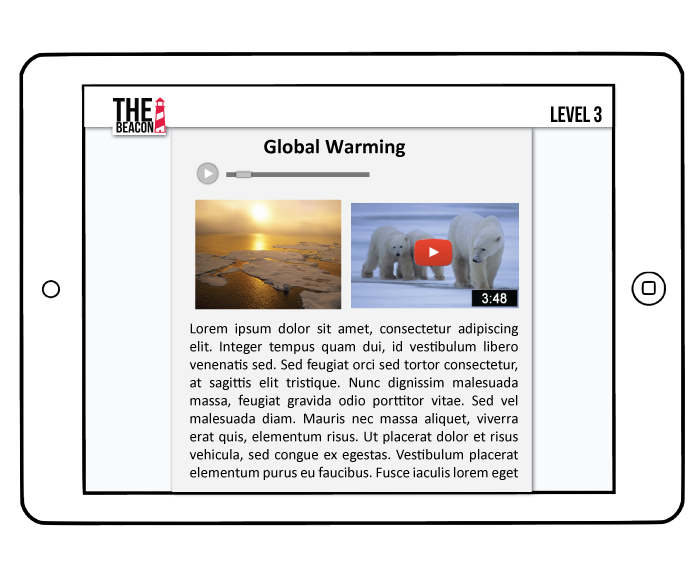 THE
BEACON
LEVEL 3
Global Warming
3:48
Lorem ipsum dolor sit amet, consectetur adipiscing
elit. Integer tempus quam dui, id vestibulum libero
venenatis sed. Sed feugiat orci sed tortor consectetur,
at sagittis elit tristique. Nunc dignissim malesuada
massa, feugiat gravida odio porttitor vitae. Sed vel
malesuada diam. Mauris nec massa aliquet, viverra
erat quis, elementum risus. Ut placerat dolor et risus
vehicula, sed congue ex egestas. Vestibulum placerat
elementum purus eu faucibus. Fusce iaculis lorem eget